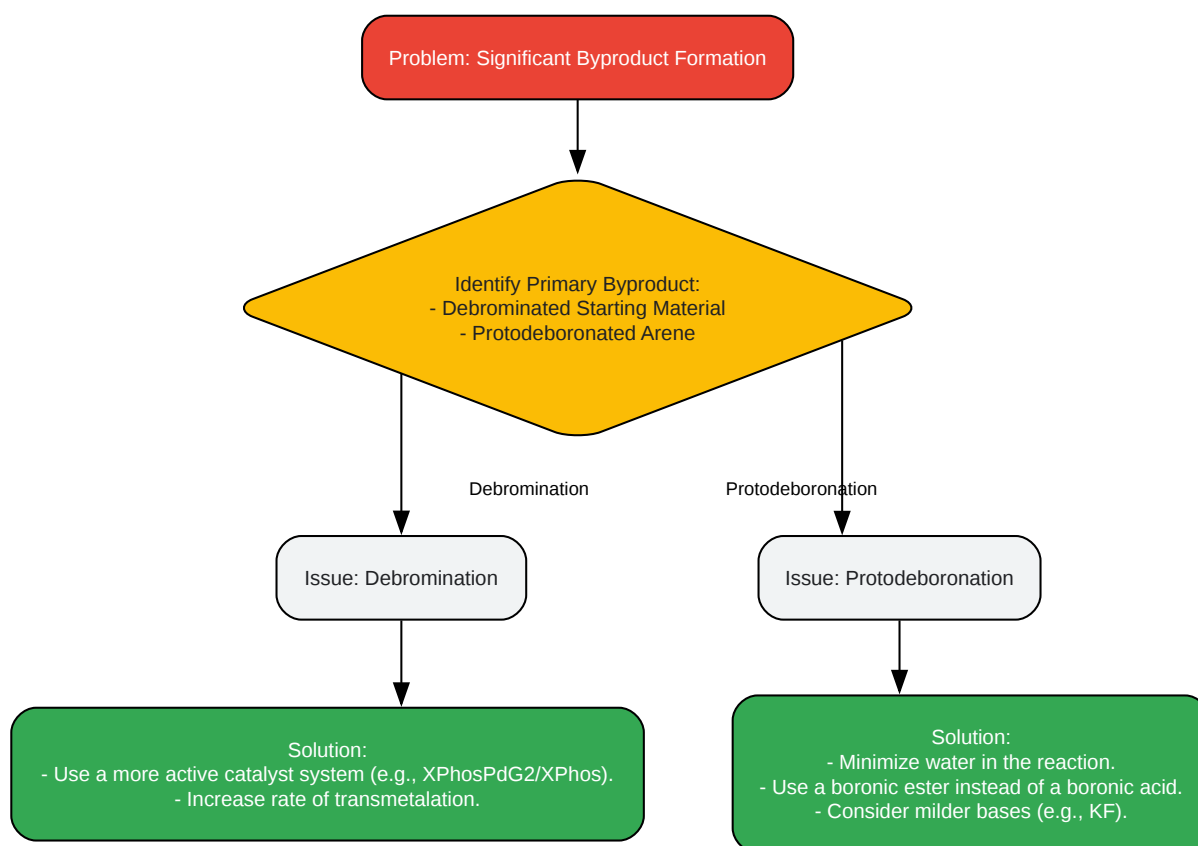 Problem: Significant Byproduct Formation
Identify Primary Byproduct:
- Debrominated Starting Material
- Protodeboronated Arene
Debromination
Protodeboronation
Issue: Debromination
Issue: Protodeboronation
Solution:
- Use a more active catalyst system (e.g., XPhosPdG2/XPhos).
- Increase rate of transmetalation.
Solution:
- Minimize water in the reaction.
- Use a boronic ester instead of a boronic acid.
- Consider milder bases (e.g., KF).